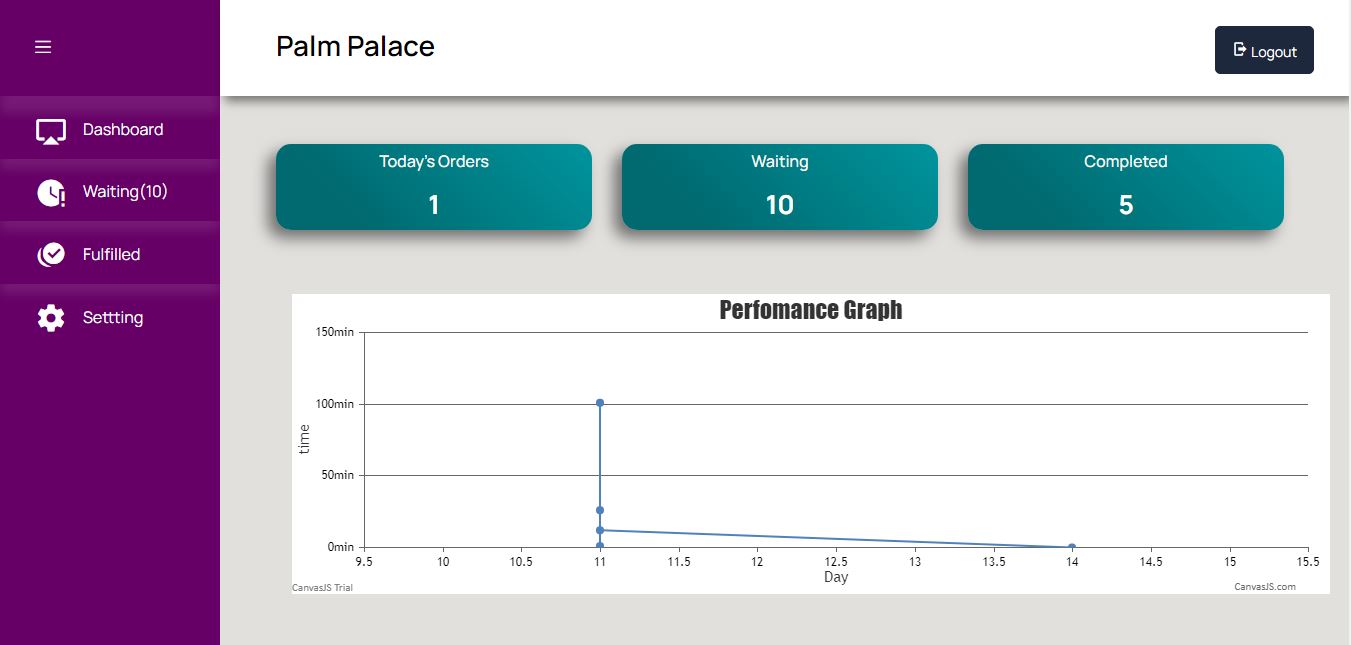 Palm Palace
Logout
Dashboard
Waiting(10)
Fulfilled
Settting
Today's Orders
1
Waiting
10
Completed
5
Perfomance Graph
150min
100min
50min
0min
time
9.5 10 10.5 11 11.5 12 12.5 13 13.5 14 14.5 15 15.5
Day
CanvasJS Trial
CanvasJS.com